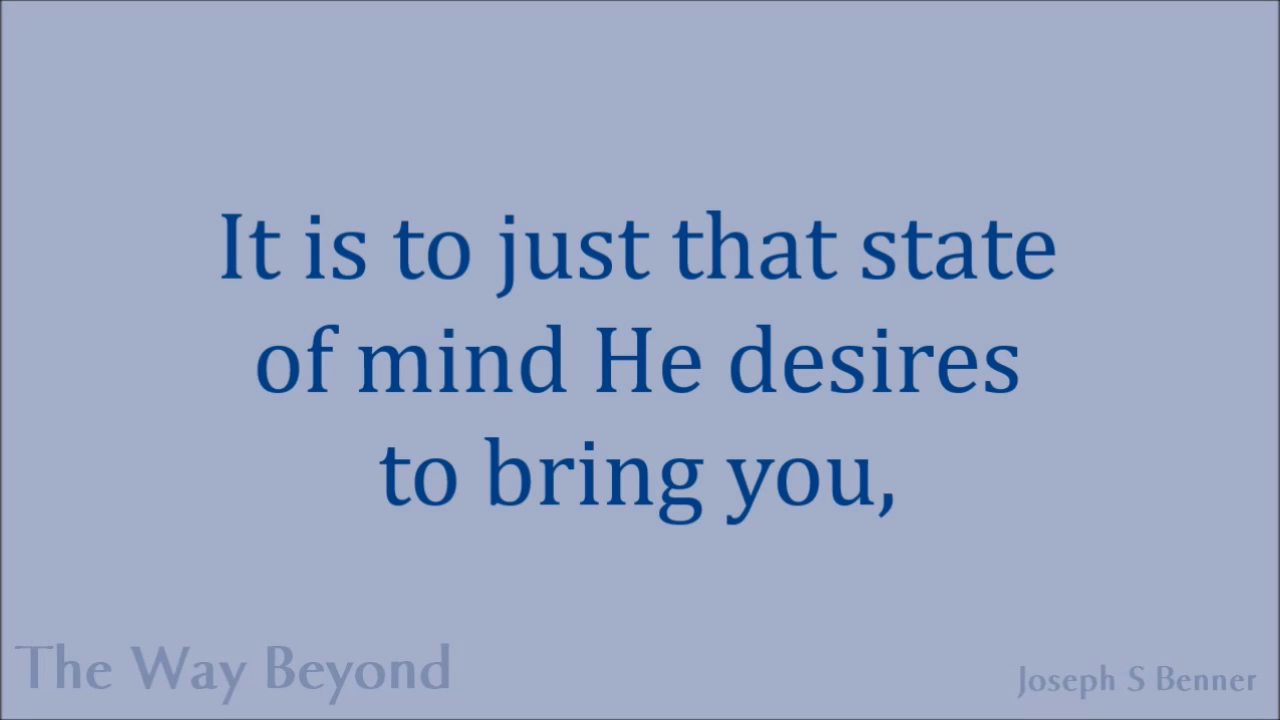 It is to just that state
of mind He desires
to bring you,
The Way Beyond
Joseph S Benner